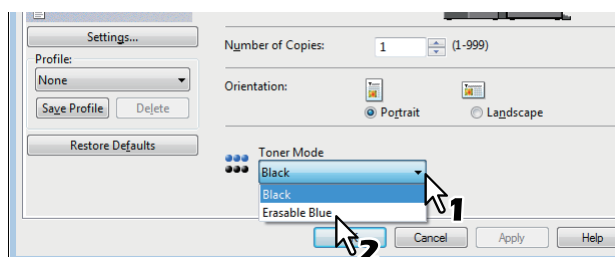 Settings...
Profile:
None
Save Profile Delete
Restore Defaults
Number of Copies: 1 (1-999)
Orientation:
Portrait Landscape
Toner Mode
Black
Black
Erasable Blue
1
2
Cancel Apply Help